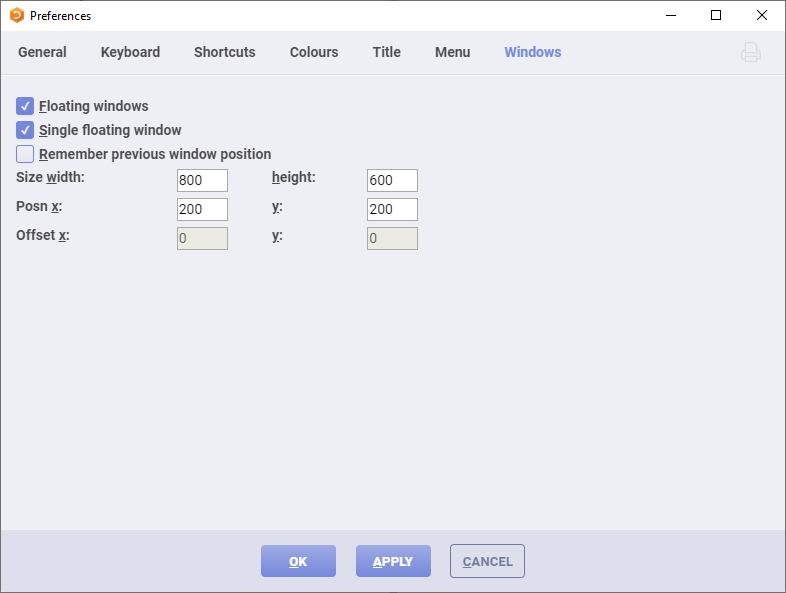 Preferences
General Keyboard Shortcuts Colours Title Menu Windows
Floating windows
Single floating window
Remember previous window position
Size width: 800 height: 600
Posn x: 200 y: 200
Offset x: 0 y: 0
OK APPLY CANCEL